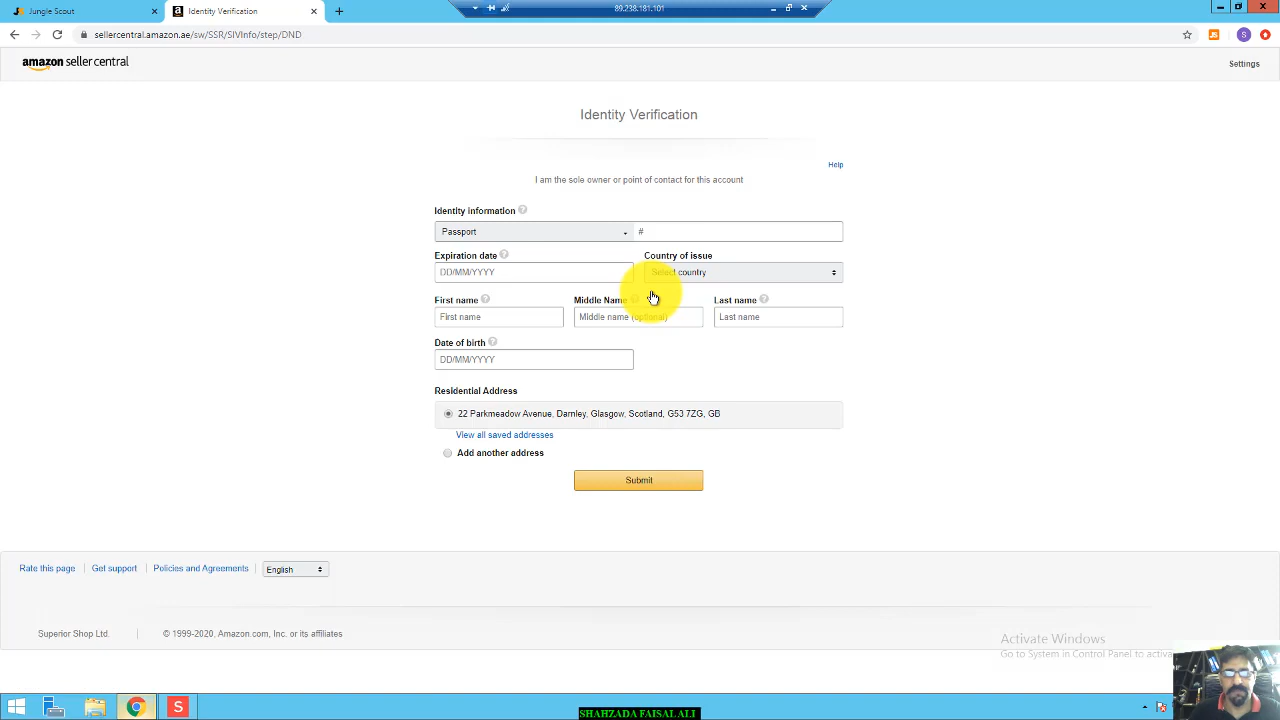 Jungle Scout
Identity Verification
89.238.181.101
sellercentral.amazon.ae/sw/SSR/SIVInfo/step/DND
JS
S
amazon seller central
Settings
Identity Verification
Help
I am the sole owner or point of contact for this account
Identity information ?
Passport
#
Expiration date ?
Country of issue
DD/MM/YYYY
Select country
First name ?
Middle Name
Last name ?
First name
Middle name (optional)
Last name
Date of birth ?
DD/MM/YYYY
Residential Address
22 Parkmeadow Avenue, Darnley, Glasgow, Scotland, G53 7ZG, GB
View all saved addresses
Add another address
Submit
Rate this page
Get support
Policies and Agreements
English
Superior Shop Ltd.
© 1999-2020, Amazon.com, Inc. or its affiliates
Activate Windows
Go to System in Control Panel to activa
S
SHAHZADA FAISAL ALI